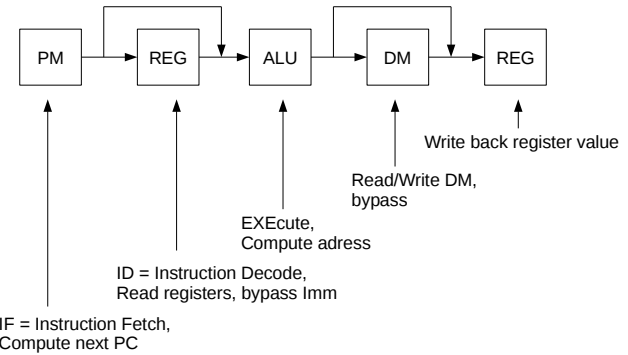 PM
REG
ALU
DM
REG
Write back register value
Read/Write DM,
bypass
EXEcute,
Compute adress
ID = Instruction Decode,
Read registers, bypass Imm
IF = Instruction Fetch,
Compute next PC